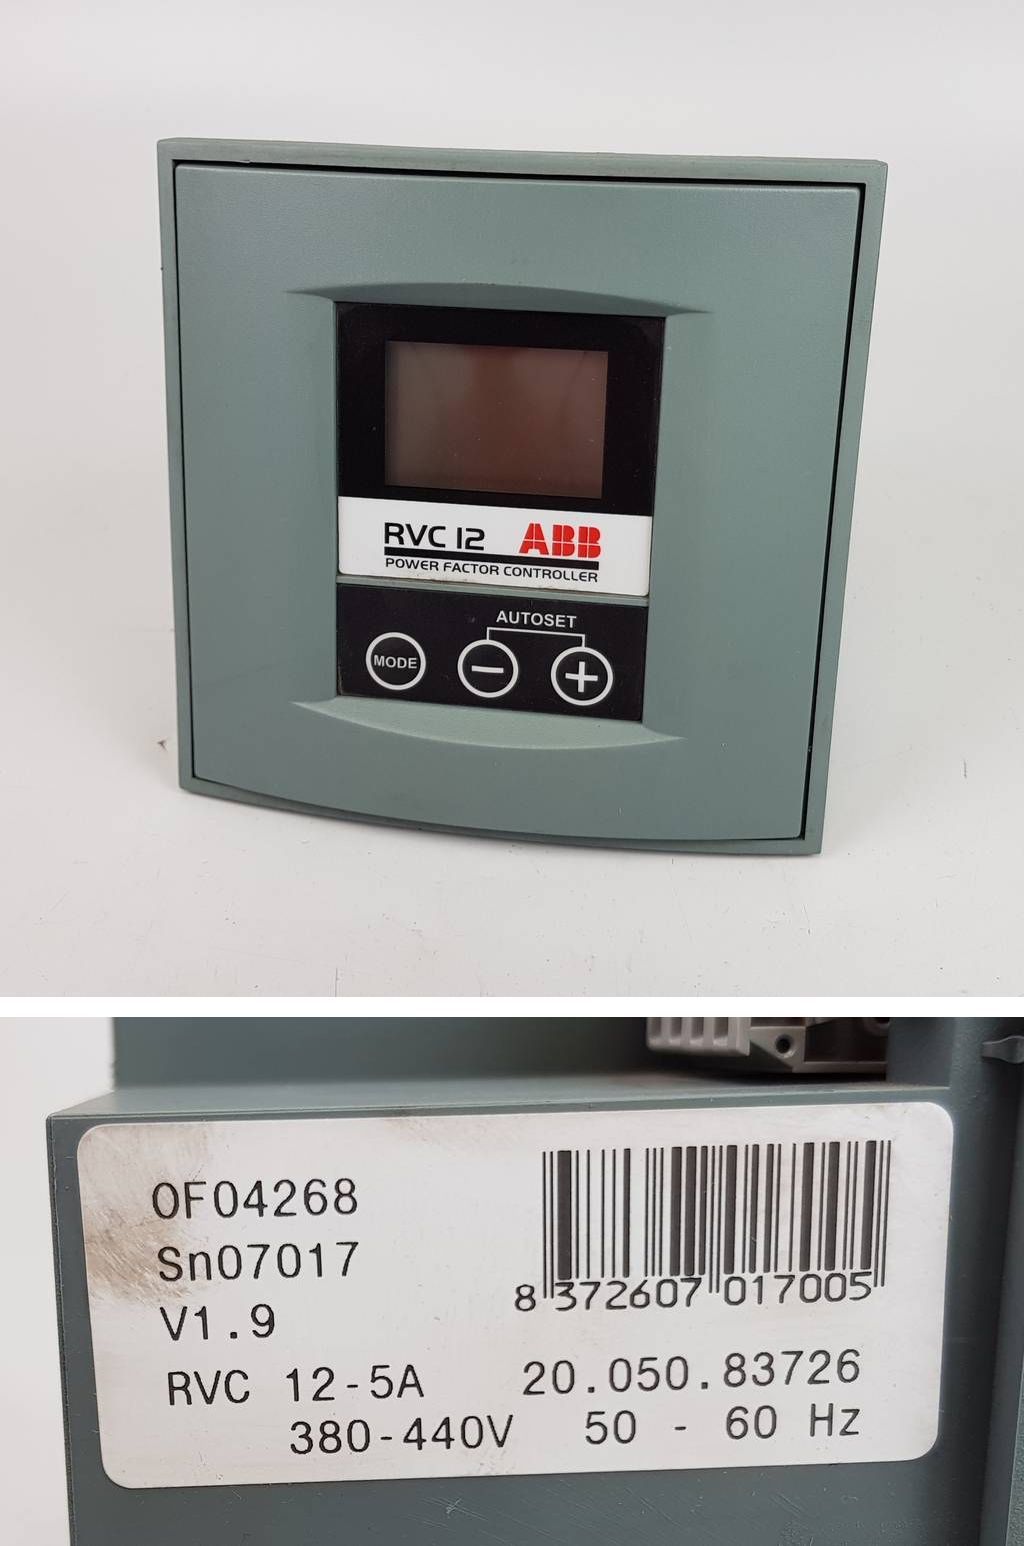 RVC 12 ABB
POWER FACTOR CONTROLLER
AUTOSET
MODE − +
OF04268
Sn07017
V1.9
8 372607 017005
RVC 12-5A 20.050.83726
380-440V 50 - 60 Hz